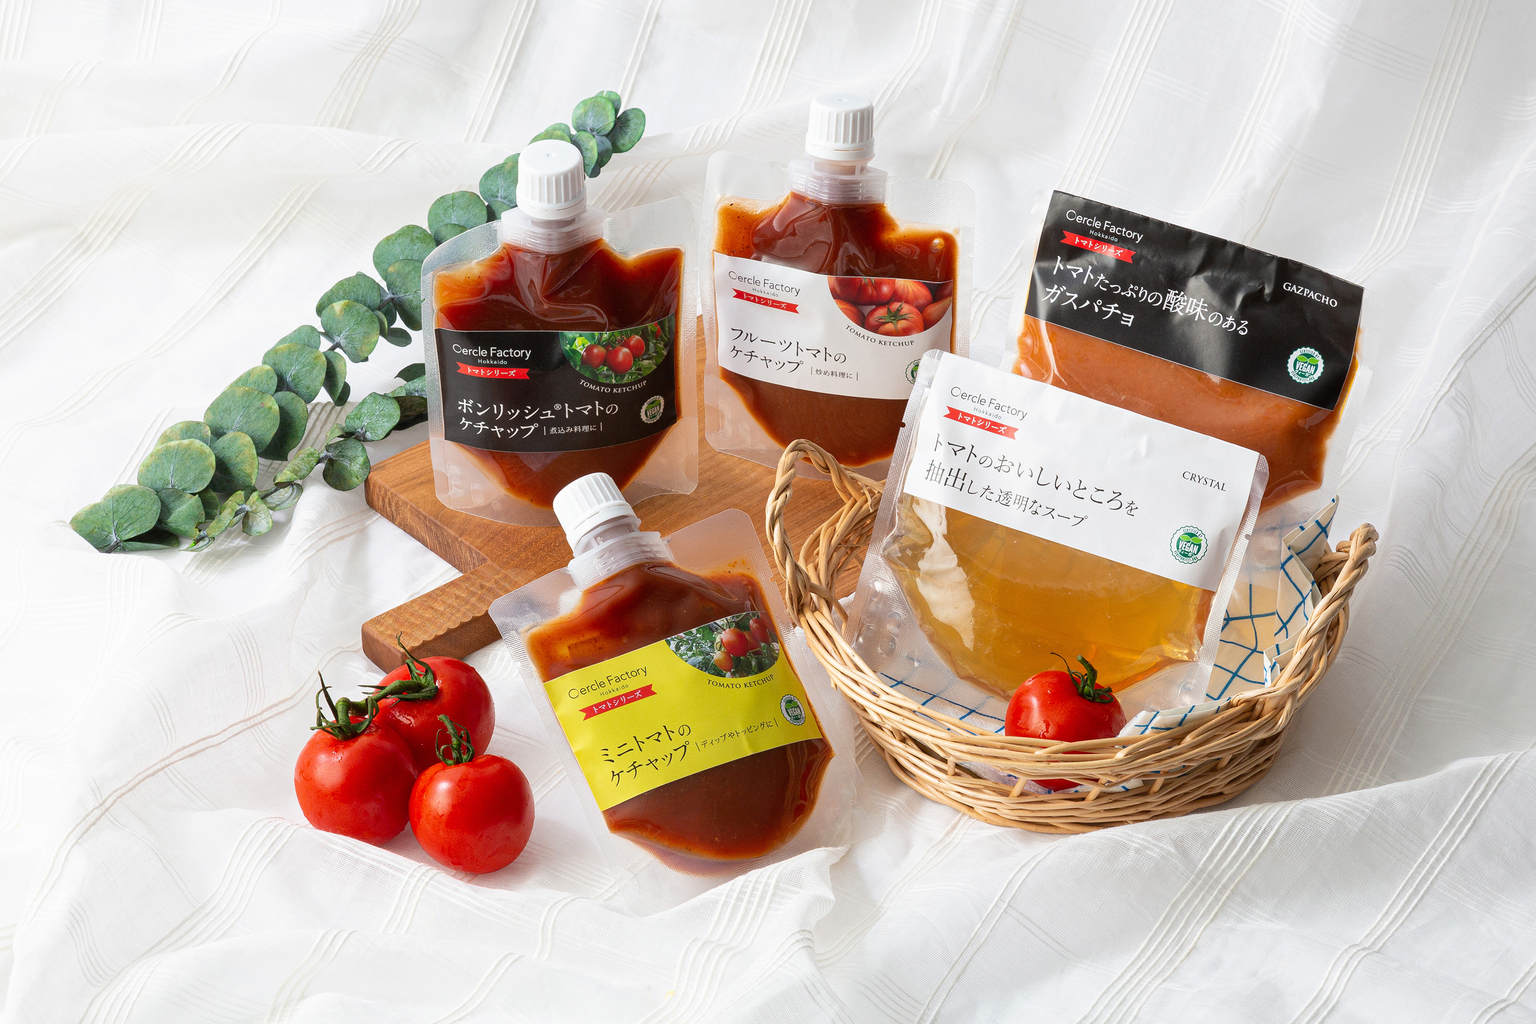 Cercle Factory
Hokkaido
トマトシリーズ
TOMATO KETCHUP
ボンリッシュ®トマトの
ケチャップ | 煮込み料理に |
VEGAN
Cercle Factory
Hokkaido
トマトシリーズ
TOMATO KETCHUP
フルーツトマトの
ケチャップ | 炒め料理に |
Cercle Factory
Hokkaido
トマトシリーズ
GAZPACHO
トマトたっぷりの酸味のある
ガスパチョ
VEGAN
Cercle Factory
Hokkaido
トマトシリーズ
トマトのおいしいところを
抽出した透明なスープ
CRYSTAL
VEGAN
Cercle Factory
Hokkaido
トマトシリーズ
TOMATO KETCHUP
ミニトマトの
ケチャップ | ディップやトッピングに |
VEGAN